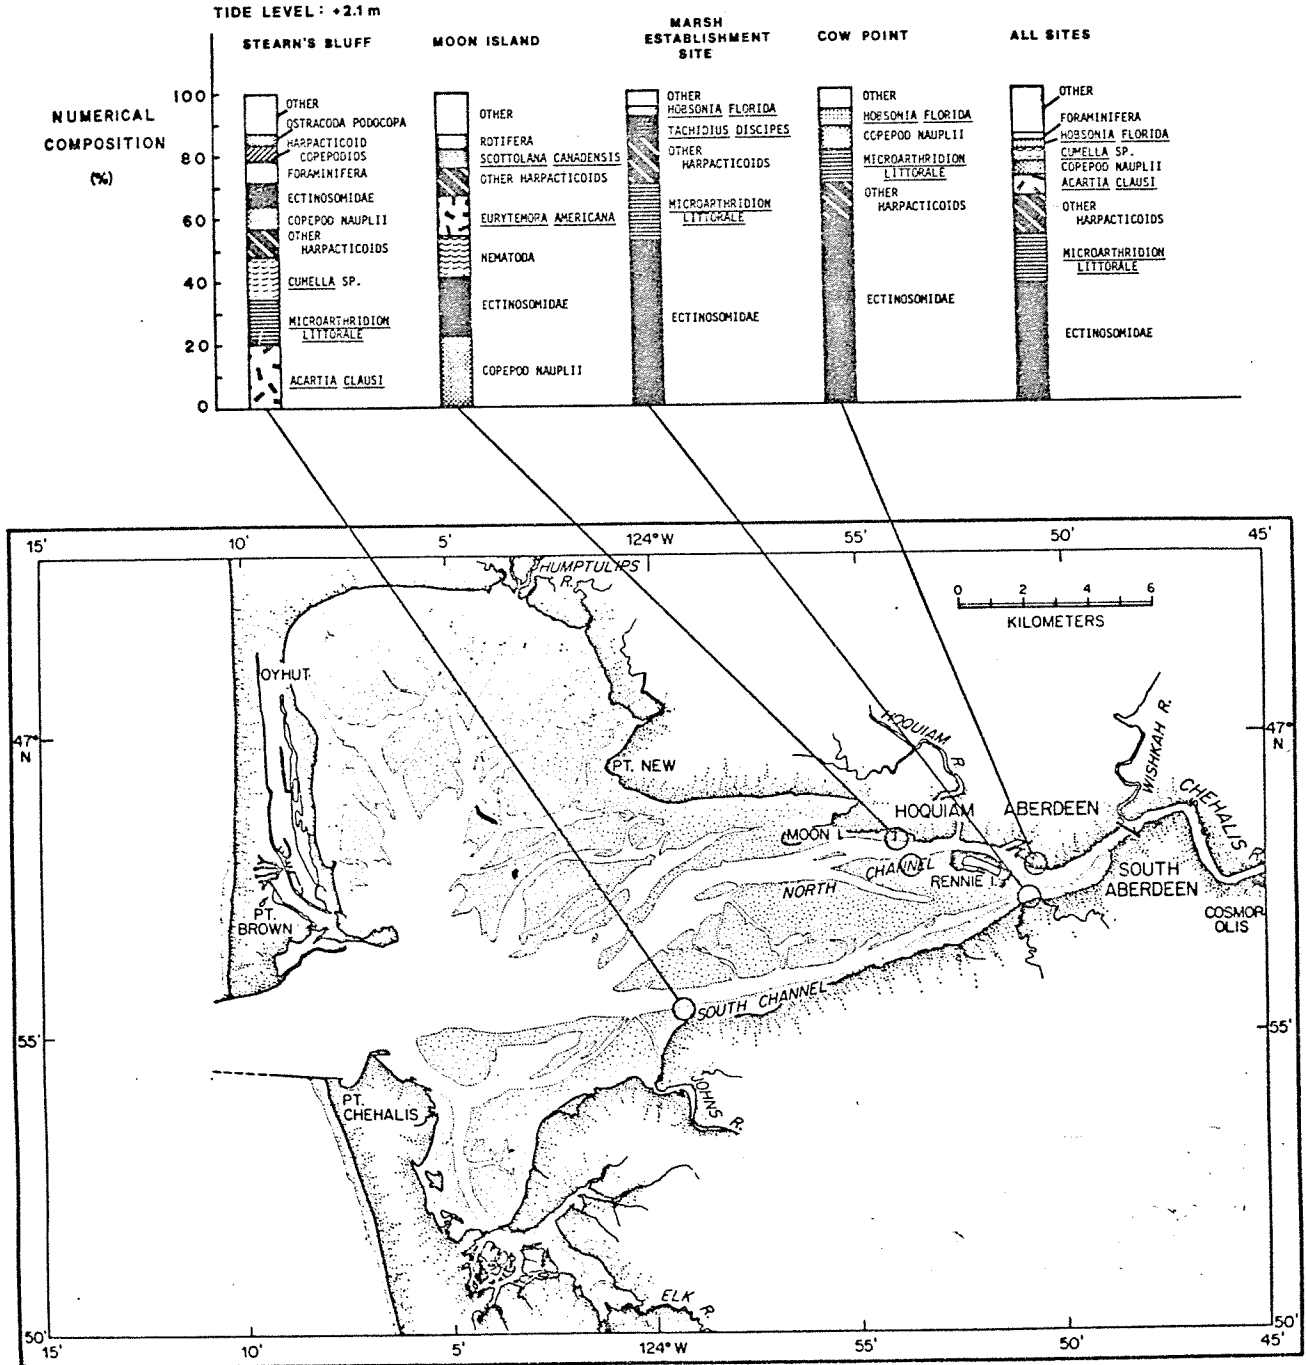 TIDE LEVEL: +2.1 m
NUMERICAL
COMPOSITION
(%)
100
80
60
40
20
0
STEARN'S BLUFF
OTHER
OSTRACODA PODOCOPA
HARPACTICOID
COPEPODIDS
FORAMINIFERA
ECTINOSOMIDAE
COPEPOD NAUPLII
OTHER
HARPACTICOIDS
CUMELLA SP.
MICROARTHRIDION
LITTORALE
ACARTIA CLAUSI
MOON ISLAND
OTHER
ROTIFERA
SCOTTOLANA CANADENSIS
OTHER HARPACTICOIDS
EURYTEMORA AMERICANA
NEMATODA
ECTINOSOMIDAE
COPEPOD NAUPLII
MARSH
ESTABLISHMENT
SITE
OTHER
HOBSONIA FLORIDA
TACHIDIUS DISCIPES
OTHER
HARPACTICOIDS
MICROARTHRIDION
LITTORALE
ECTINOSOMIDAE
COW POINT
OTHER
HOBSONIA FLORIDA
COPEPOD NAUPLII
MICROARTHRIDION
LITTORALE
OTHER
HARPACTICOIDS
ECTINOSOMIDAE
ALL SITES
OTHER
FORAMINIFERA
HOBSONIA FLORIDA
CUMELLA SP.
COPEPOD NAUPLII
ACARTIA CLAUSI
OTHER
HARPACTICOIDS
MICROARTHRIDION
LITTORALE
ECTINOSOMIDAE
15' 10' 5' 124° W 55' 50' 45'
HUMPTULIPS
R.
0 2 4 6
KILOMETERS
OYHUT
47°
N
PT. NEW
HOQUIAM
R.
WISHKAH R.
47°
N
CHEHALIS
R.
HOQUIAM
ABERDEEN
MOON I.
CHANNEL
NORTH
RENNIE I.
SOUTH
ABERDEEN
COSMOP
OLIS
PT.
BROWN
SOUTH CHANNEL
55'
55'
PT.
CHEHALIS
JOHNS
R.
ELK R.
50'
10' 5' 124° W 55' 50' 45'